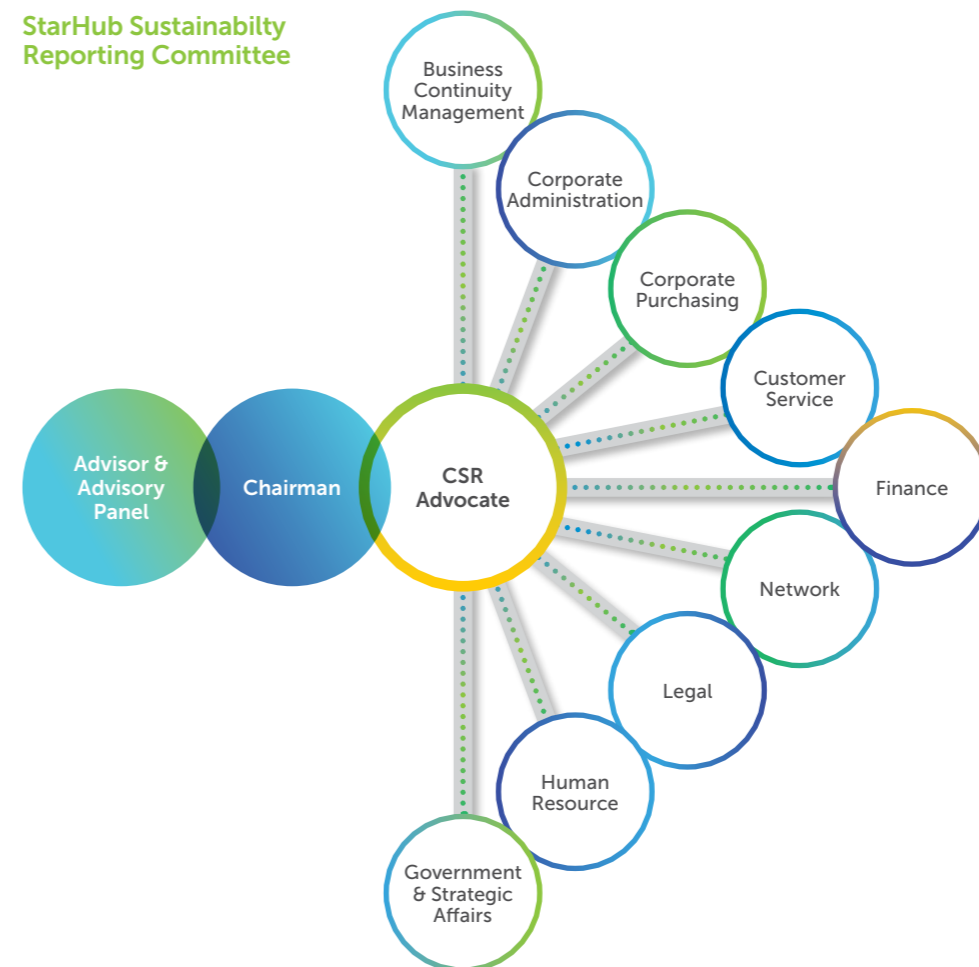 StarHub Sustainabilty
Reporting Committee
Business
Continuity
Management
Corporate
Administration
Corporate
Purchasing
Customer
Service
Finance
Advisor &
Advisory
Panel
Chairman
CSR
Advocate
Network
Legal
Human
Resource
Government
& Strategic
Affairs